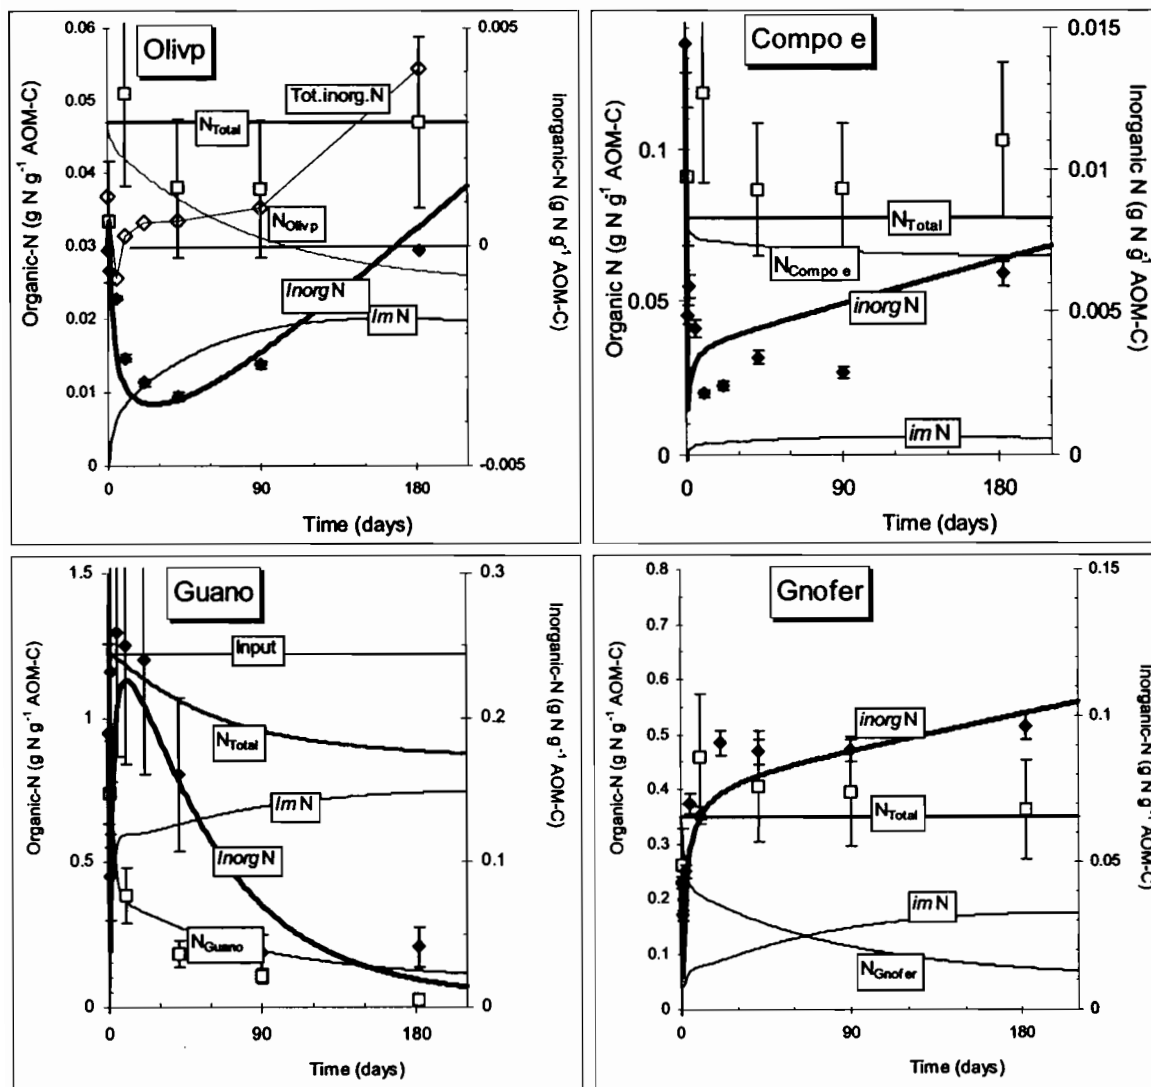 Olivp
Organic-N (g N g-1 AOM-C)
0.06
0.05
0.04
0.03
0.02
0.01
0
Tot.inorg.N
NTotal
NOlivp
Inorg N
Im N
0.005
0
-0.005
inorganic-N (g N g-1 AOM-C)
0
90
180
Time (days)
Compo e
Organic N (g N g-1 AOM-C)
0.1
0.05
0
NTotal
NCompo e
inorg N
im N
0.015
0.01
0.005
0
Inorganic N (g N g-1 AOM-C)
0
90
180
Time (days)
Guano
Organic-N (g N g-1 AOM-C)
1.5
1
0.5
0
Input
NTotal
Im N
Inorg N
NGuano
0.3
0.2
0.1
0
Inorganic-N (g N g-1 AOM-C)
0
90
180
Time (days)
Gnofer
Organic-N (g N g-1 AOM-C)
0.8
0.7
0.6
0.5
0.4
0.3
0.2
0.1
0
inorg N
NTotal
im N
NGnofer
0.15
0.1
0.05
0
Inorganic-N (g N g-1 AOM-C)
0
90
180
Time (days)